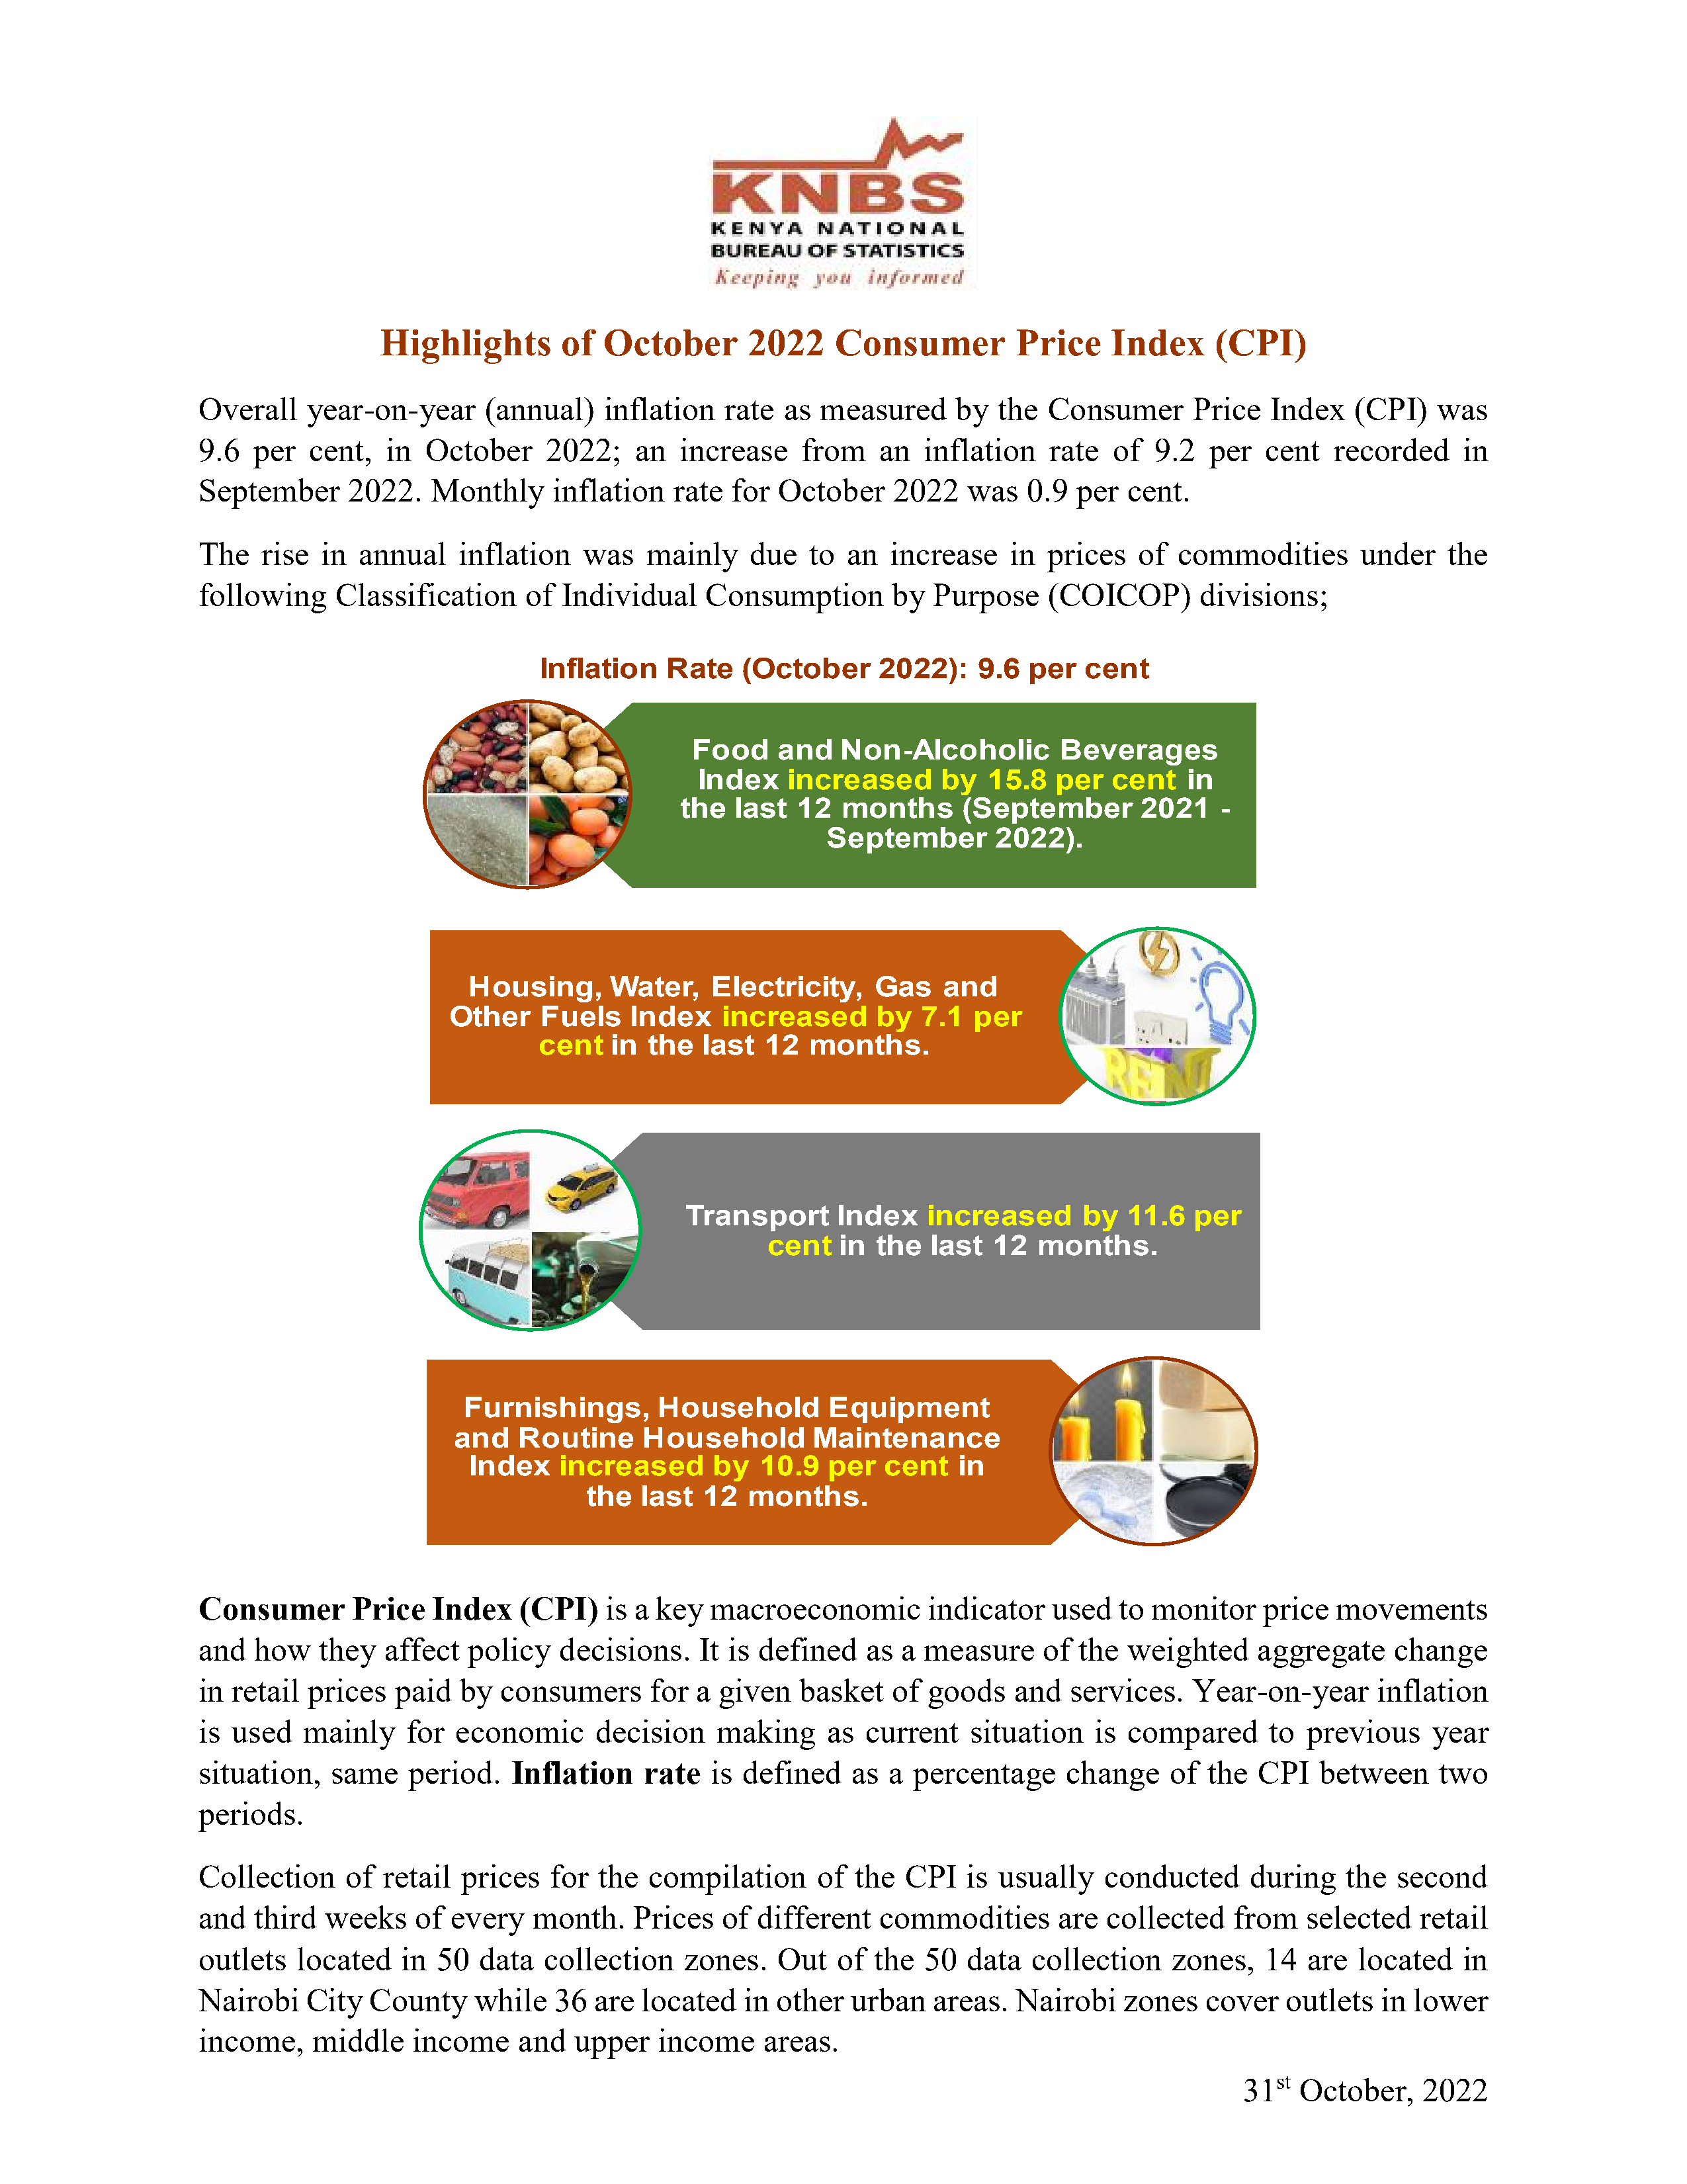 KNBS
KENYA NATIONAL
BUREAU OF STATISTICS
Keeping you informed
Highlights of October 2022 Consumer Price Index (CPI)
Overall year-on-year (annual) inflation rate as measured by the Consumer Price Index (CPI) was
9.6 per cent, in October 2022; an increase from an inflation rate of 9.2 per cent recorded in
September 2022. Monthly inflation rate for October 2022 was 0.9 per cent.
The rise in annual inflation was mainly due to an increase in prices of commodities under the
following Classification of Individual Consumption by Purpose (COICOP) divisions;
Inflation Rate (October 2022): 9.6 per cent
Food and Non-Alcoholic Beverages
Index increased by 15.8 per cent in
the last 12 months (September 2021 -
September 2022).
Housing, Water, Electricity, Gas and
Other Fuels Index increased by 7.1 per
cent in the last 12 months.
RENT
Transport Index increased by 11.6 per
cent in the last 12 months.
Furnishings, Household Equipment
and Routine Household Maintenance
Index increased by 10.9 per cent in
the last 12 months.
Consumer Price Index (CPI) is a key macroeconomic indicator used to monitor price movements
and how they affect policy decisions. It is defined as a measure of the weighted aggregate change
in retail prices paid by consumers for a given basket of goods and services. Year-on-year inflation
is used mainly for economic decision making as current situation is compared to previous year
situation, same period. Inflation rate is defined as a percentage change of the CPI between two
periods.
Collection of retail prices for the compilation of the CPI is usually conducted during the second
and third weeks of every month. Prices of different commodities are collected from selected retail
outlets located in 50 data collection zones. Out of the 50 data collection zones, 14 are located in
Nairobi City County while 36 are located in other urban areas. Nairobi zones cover outlets in lower
income, middle income and upper income areas.
31st October, 2022